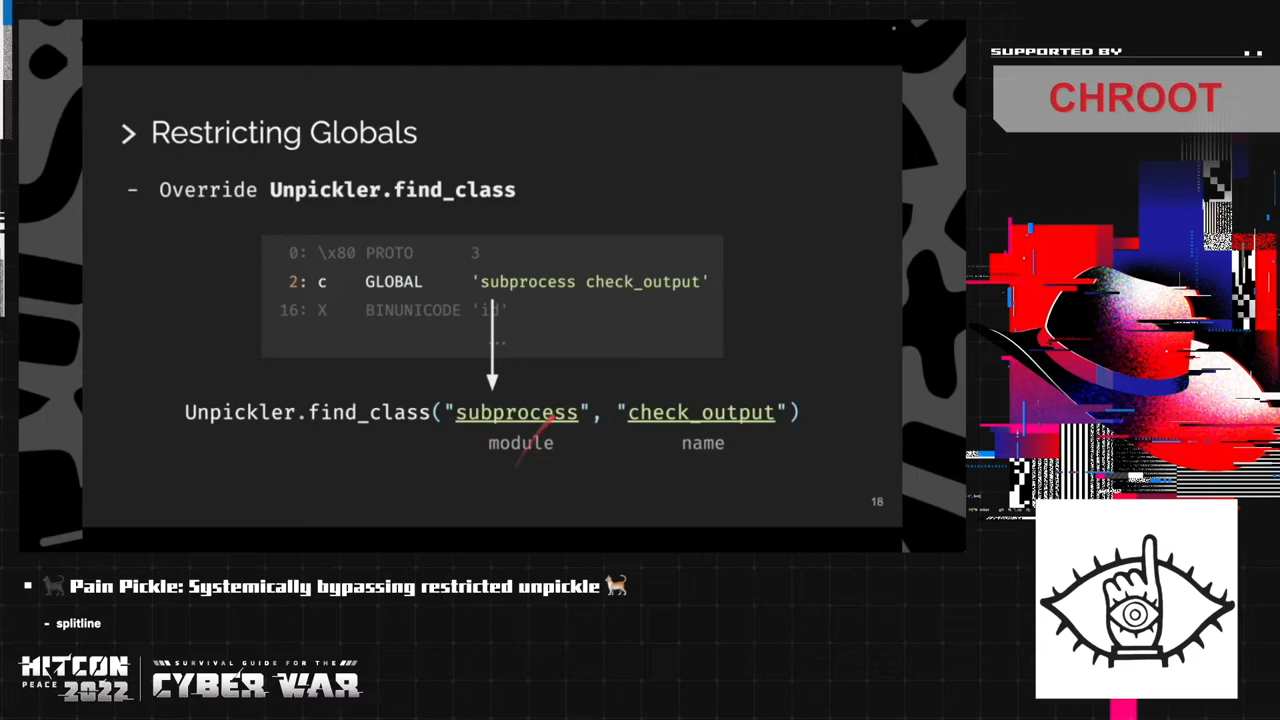 > Restricting Globals
- Override Unpickler.find_class
0: \x80 PROTO 3
2: c GLOBAL 'subprocess check_output'
16: X BINUNICODE 'id'
...
Unpickler.find_class("subprocess", "check_output")
module name
18
SUPPORTED BY
CHROOT
Pain Pickle: Systemically bypassing restricted unpickle
- splitline
HITCON
PEACE 2022
SURVIVAL GUIDE FOR THE
CYBER WAR